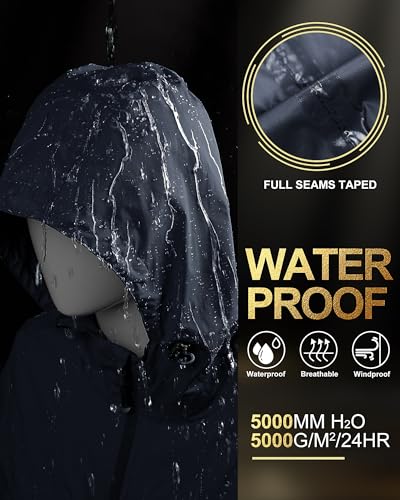 FULL SEAMS TAPED
WATER
PROOF
Waterproof Breathable Windproof
5000MM H₂O
5000G/M²/24HR